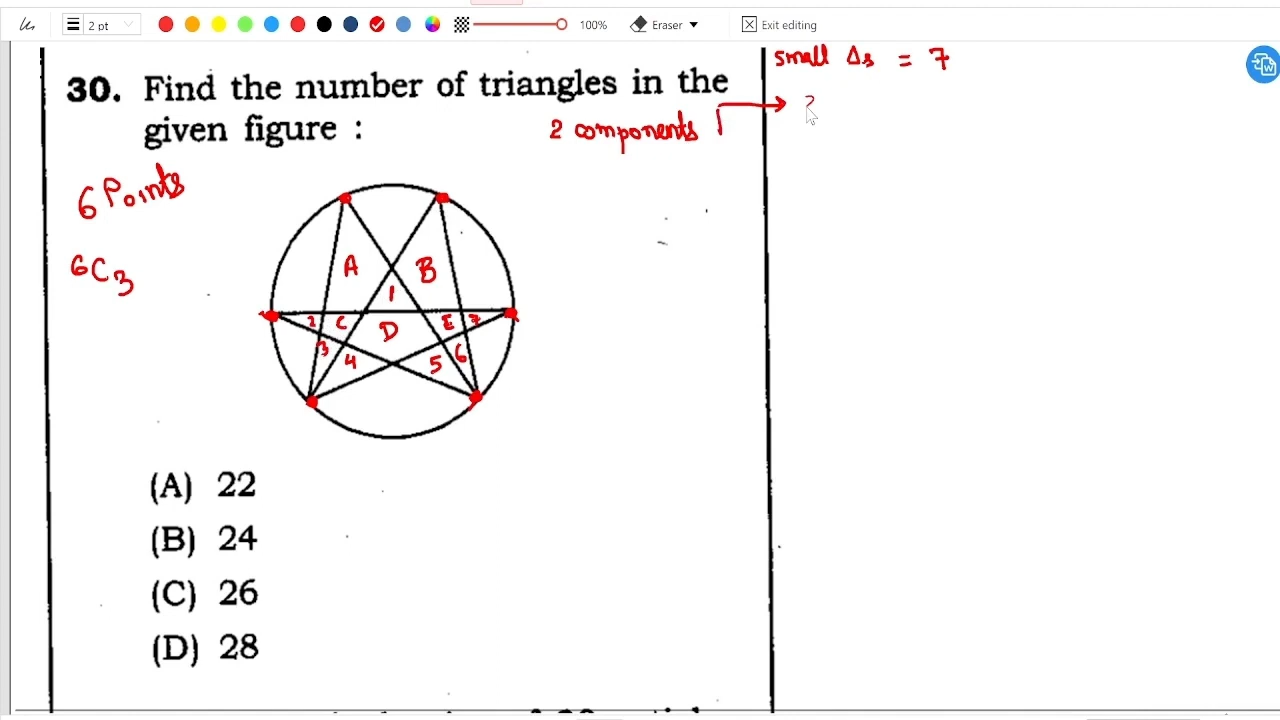 2 pt
100%
Eraser
Exit editing
small Δs = 7
30. Find the number of triangles in the
given figure :
2 components
6 Points
6C3
A
B
1
2
C
D
E
7
3
4
5
6
(A) 22
(B) 24
(C) 26
(D) 28